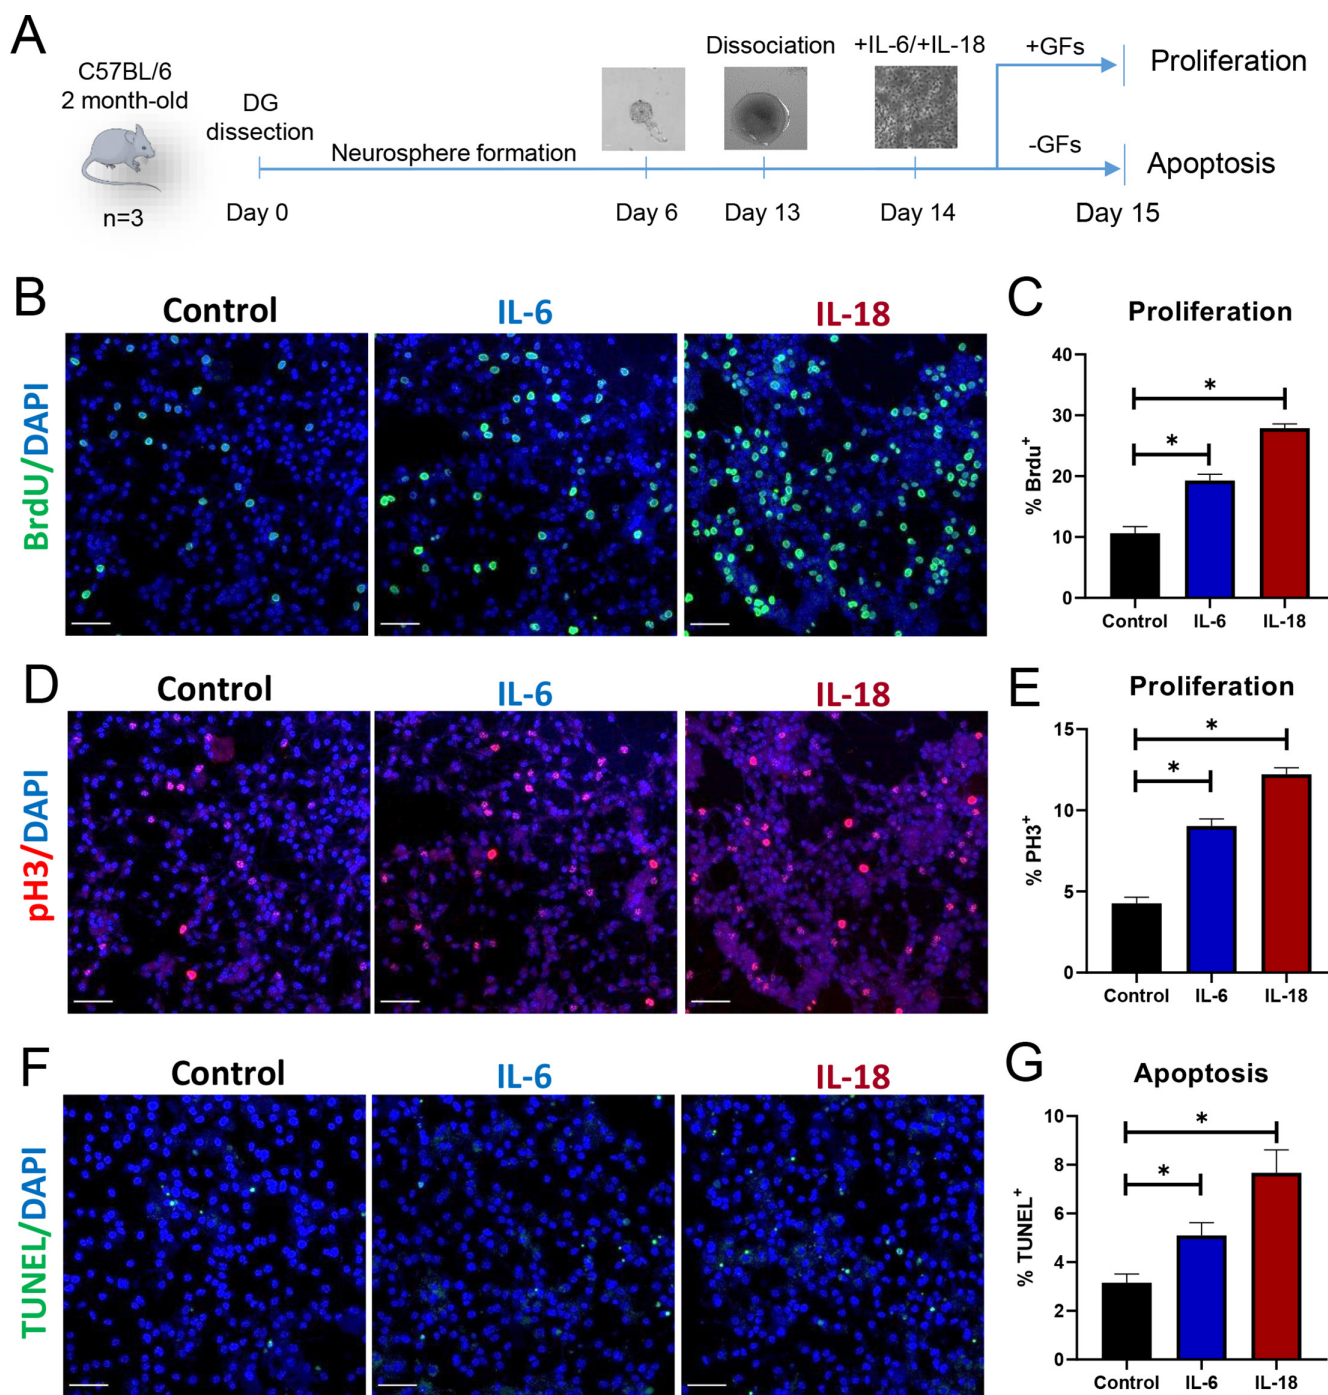 A
C57BL/6
2 month-old
n=3
DG
dissection
Neurosphere formation
Dissociation
+IL-6/+IL-18
+GFs
-GFs
Proliferation
Apoptosis
Day 0
Day 6
Day 13
Day 14
Day 15
B
Control
IL-6
IL-18
BrdU/DAPI
C
Proliferation
% Brdu+
40
30
20
10
0
*
*
Control
IL-6
IL-18
D
Control
IL-6
IL-18
pH3/DAPI
E
Proliferation
% PH3+
15
10
5
0
*
*
Control
IL-6
IL-18
F
Control
IL-6
IL-18
TUNEL/DAPI
G
Apoptosis
% TUNEL+
10
8
6
4
2
0
*
*
Control
IL-6
IL-18